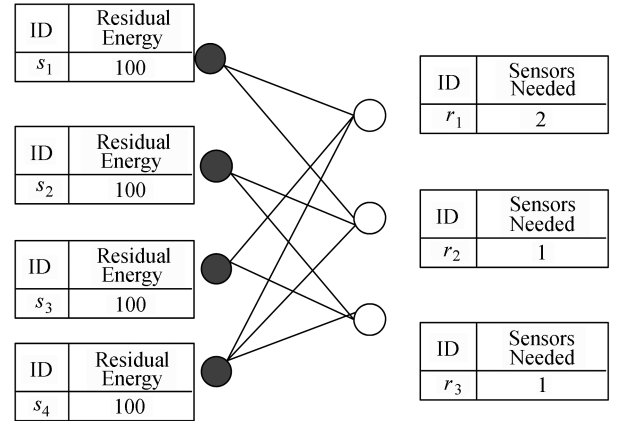 ID Residual Energy
s1 100
ID Residual Energy
s2 100
ID Residual Energy
s3 100
ID Residual Energy
s4 100
ID Sensors Needed
r1 2
ID Sensors Needed
r2 1
ID Sensors Needed
r3 1